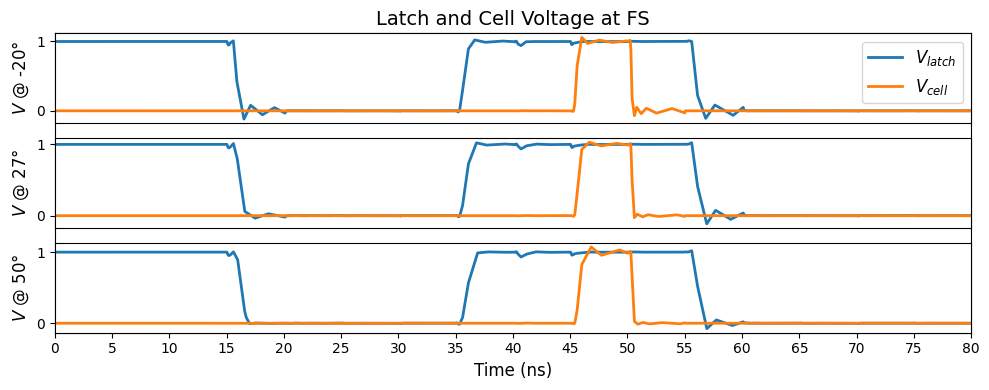 Latch and Cell Voltage at FS
V @ -20°
1
0
V_latch
V_cell
V @ 27°
1
0
V @ 50°
1
0
0 5 10 15 20 25 30 35 40 45 50 55 60 65 70 75 80
Time (ns)